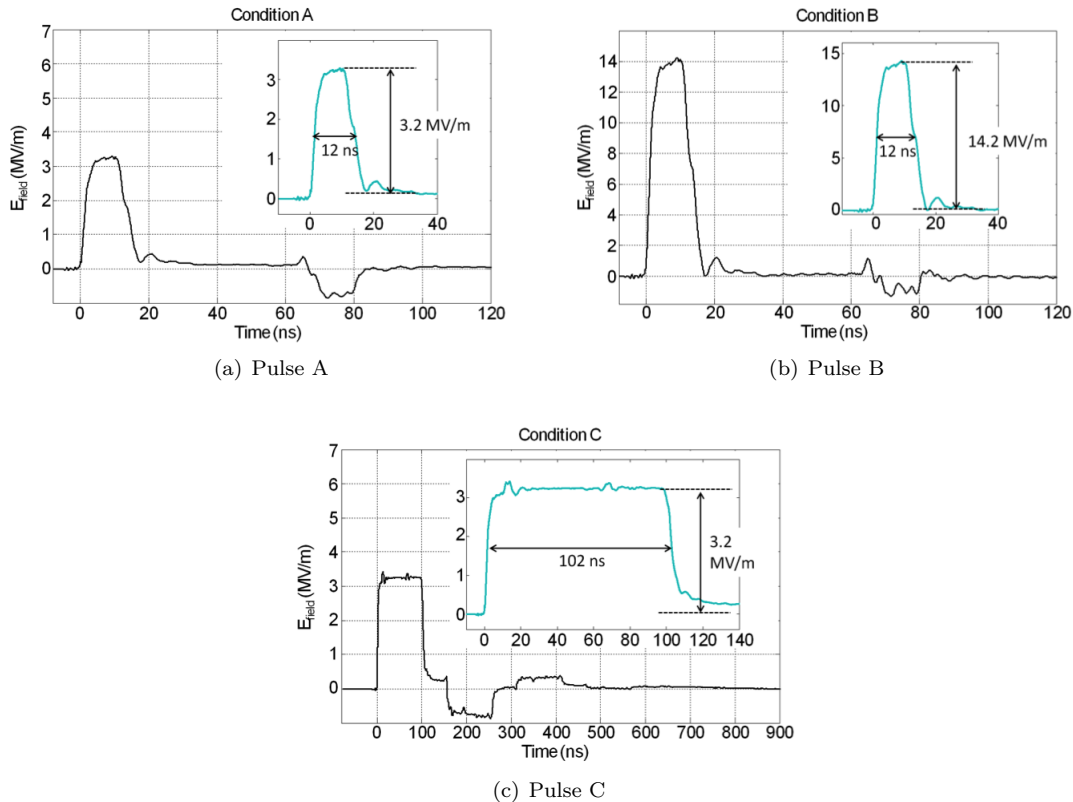 Condition A
7
6
5
4
3
2
1
0
E_field (MV/m)
0 20 40 60 80 100 120
Time (ns)
3
2
1
0
0 20 40
12 ns
3.2 MV/m
(a) Pulse A
Condition B
14
12
10
8
6
4
2
0
-2
E_field (MV/m)
0 20 40 60 80 100 120
Time (ns)
15
10
5
0
0 20 40
12 ns
14.2 MV/m
(b) Pulse B
Condition C
7
6
5
4
3
2
1
0
E_field (MV/m)
0 100 200 300 400 500 600 700 800 900
Time (ns)
3
2
1
0
0 20 40 60 80 100 120 140
102 ns
3.2
MV/m
(c) Pulse C